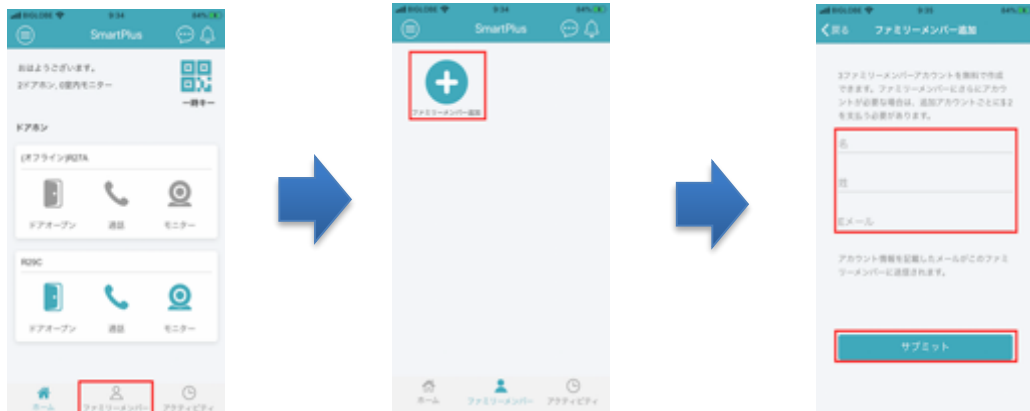 BIGLOBE 9:34 84%
SmartPlus
おはようございます。
2ドアホン, 0室内モニター
一時キー
ドアホン
(オフライン)R27A
ドアオープン 通話 モニター
R29C
ドアオープン 通話 モニター
ホーム ファミリーメンバー アクティビティ
BIGLOBE 9:34 84%
SmartPlus
ファミリーメンバー追加
ホーム ファミリーメンバー アクティビティ
BIGLOBE 9:35 84%
戻る ファミリーメンバー追加
3ファミリーメンバーアカウントを無料で作成
できます。ファミリーメンバーにさらにアカウ
ントが必要な場合は、追加アカウントごとに$2
を支払う必要があります。
名
姓
Eメール
アカウント情報を記載したメールがこのファミ
リーメンバーに送信されます。
サブミット